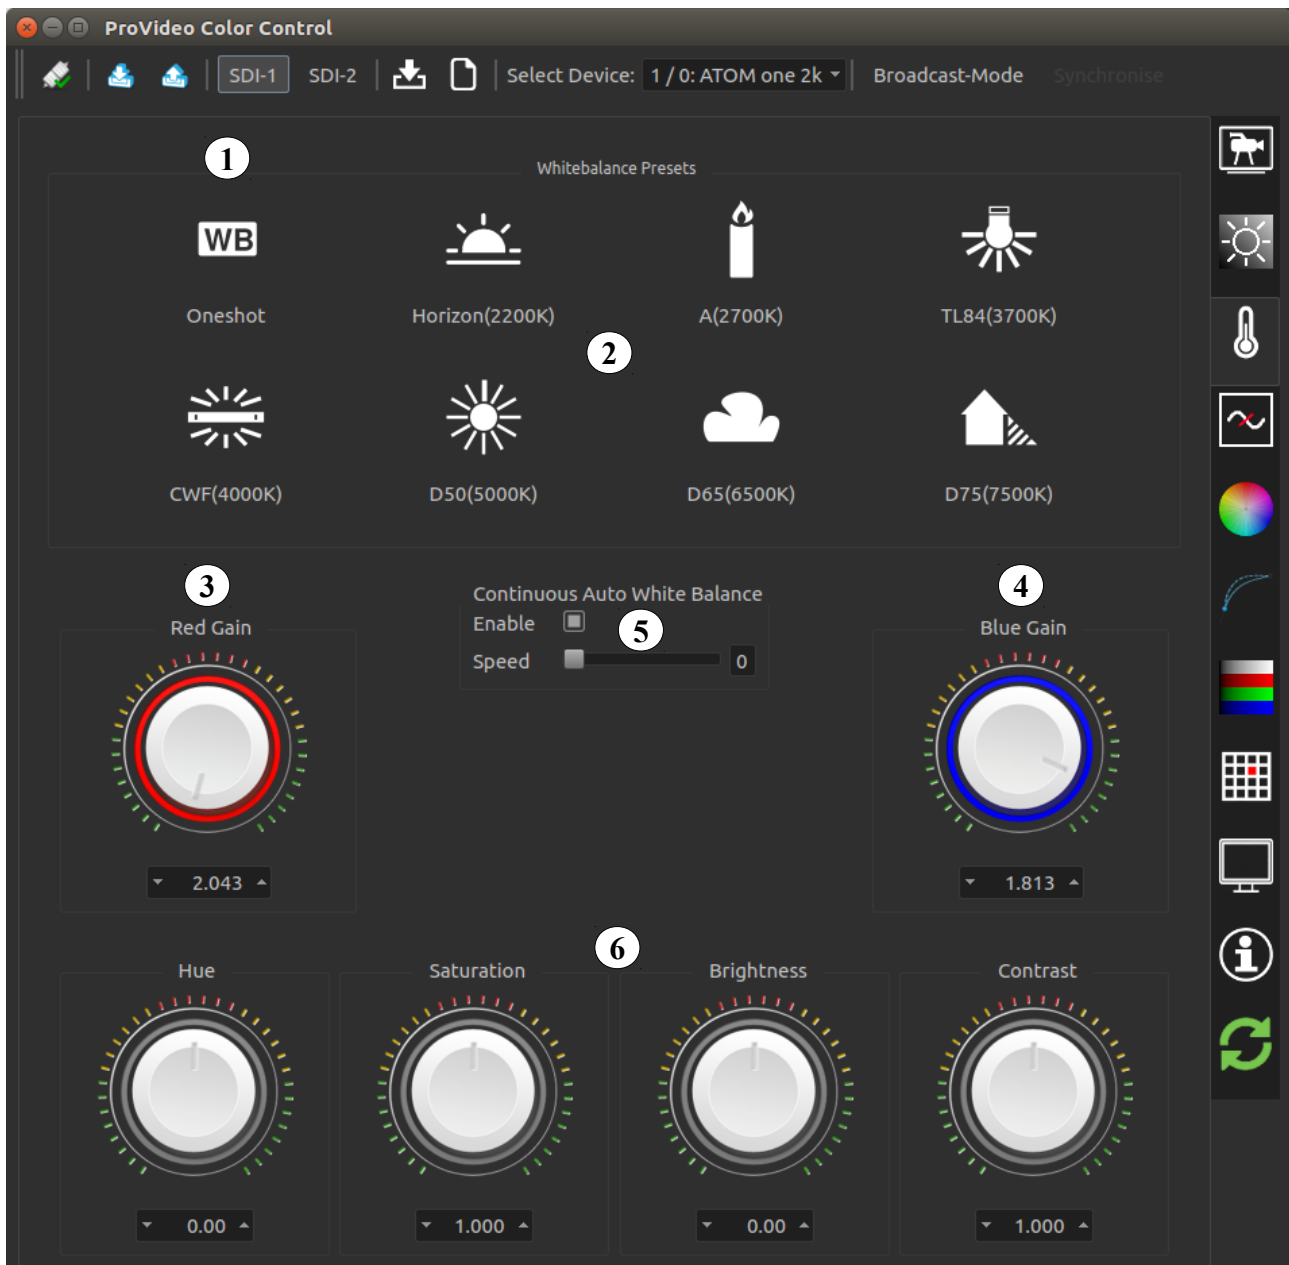 ProVideo Color Control
SDI-1 SDI-2 Select Device: 1 / 0: ATOM one 2k Broadcast-Mode Synchronise
1
Whitebalance Presets
WB
Oneshot Horizon(2200K) A(2700K) TL84(3700K)
2
CWF(4000K) D50(5000K) D65(6500K) D75(7500K)
3 4
Continuous Auto White Balance
Enable 5
Red Gain Blue Gain
Speed 0
2.043 1.813
6
Hue Saturation Brightness Contrast
0.00 1.000 0.00 1.000